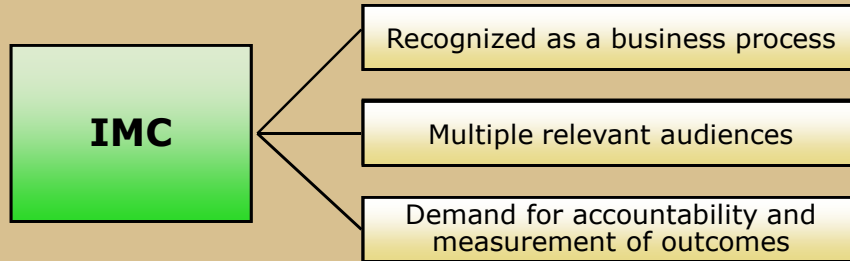 IMC
Recognized as a business process
Multiple relevant audiences
Demand for accountability and
measurement of outcomes